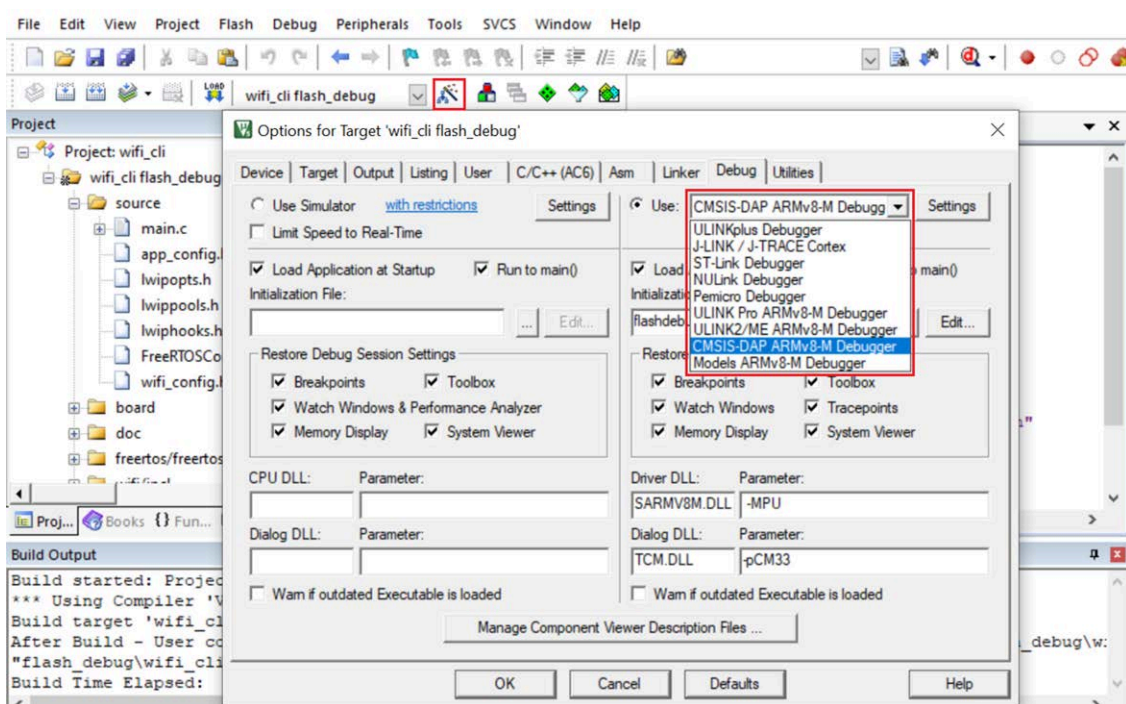 File Edit View Project Flash Debug Peripherals Tools SVCS Window Help
LOAD wifi_cli flash_debug
Project
Project: wifi_cli
wifi_cli flash_debug
source
main.c
app_config.
lwipopts.h
lwippools.h
lwiphooks.h
FreeRTOSCo
wifi_config.
board
doc
freertos/freertos
Proj... Books {} Fun...
Options for Target 'wifi_cli flash_debug'
Device Target Output Listing User C/C++ (AC6) Asm Linker Debug Utilities
Use Simulator with restrictions Settings
Limit Speed to Real-Time
Load Application at Startup Run to main()
Initialization File:
... Edit...
Restore Debug Session Settings
Breakpoints Toolbox
Watch Windows & Performance Analyzer
Memory Display System Viewer
CPU DLL: Parameter:
Dialog DLL: Parameter:
Warn if outdated Executable is loaded
Use: CMSIS-DAP ARMv8-M Debugg Settings
ULINKplus Debugger
J-LINK / J-TRACE Cortex
ST-Link Debugger
NULink Debugger
Pemicro Debugger
ULINK Pro ARMv8-M Debugger
ULINK2/ME ARMv8-M Debugger
CMSIS-DAP ARMv8-M Debugger
Models ARMv8-M Debugger
Load main()
Initializati
flashdeb Edit...
Restore
Breakpoints Toolbox
Watch Windows Tracepoints
Memory Display System Viewer
Driver DLL: Parameter:
SARMV8M.DLL -MPU
Dialog DLL: Parameter:
TCM.DLL -pCM33
Warn if outdated Executable is loaded
Manage Component Viewer Description Files ...
OK Cancel Defaults Help
Build Output
Build started: Projec
*** Using Compiler 'V
Build target 'wifi_cl
After Build - User co _debug\w
"flash_debug\wifi_cli
Build Time Elapsed: